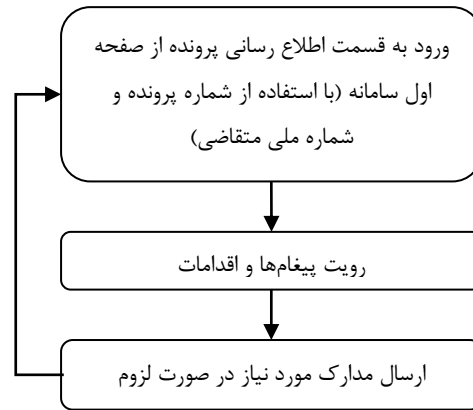 ورود به قسمت اطلاع رسانی پرونده از صفحه
اول سامانه (با استفاده از شماره پرونده و
شماره ملی متقاضی)
رویت پیغام‌ها و اقدامات
ارسال مدارک مورد نیاز در صورت لزوم